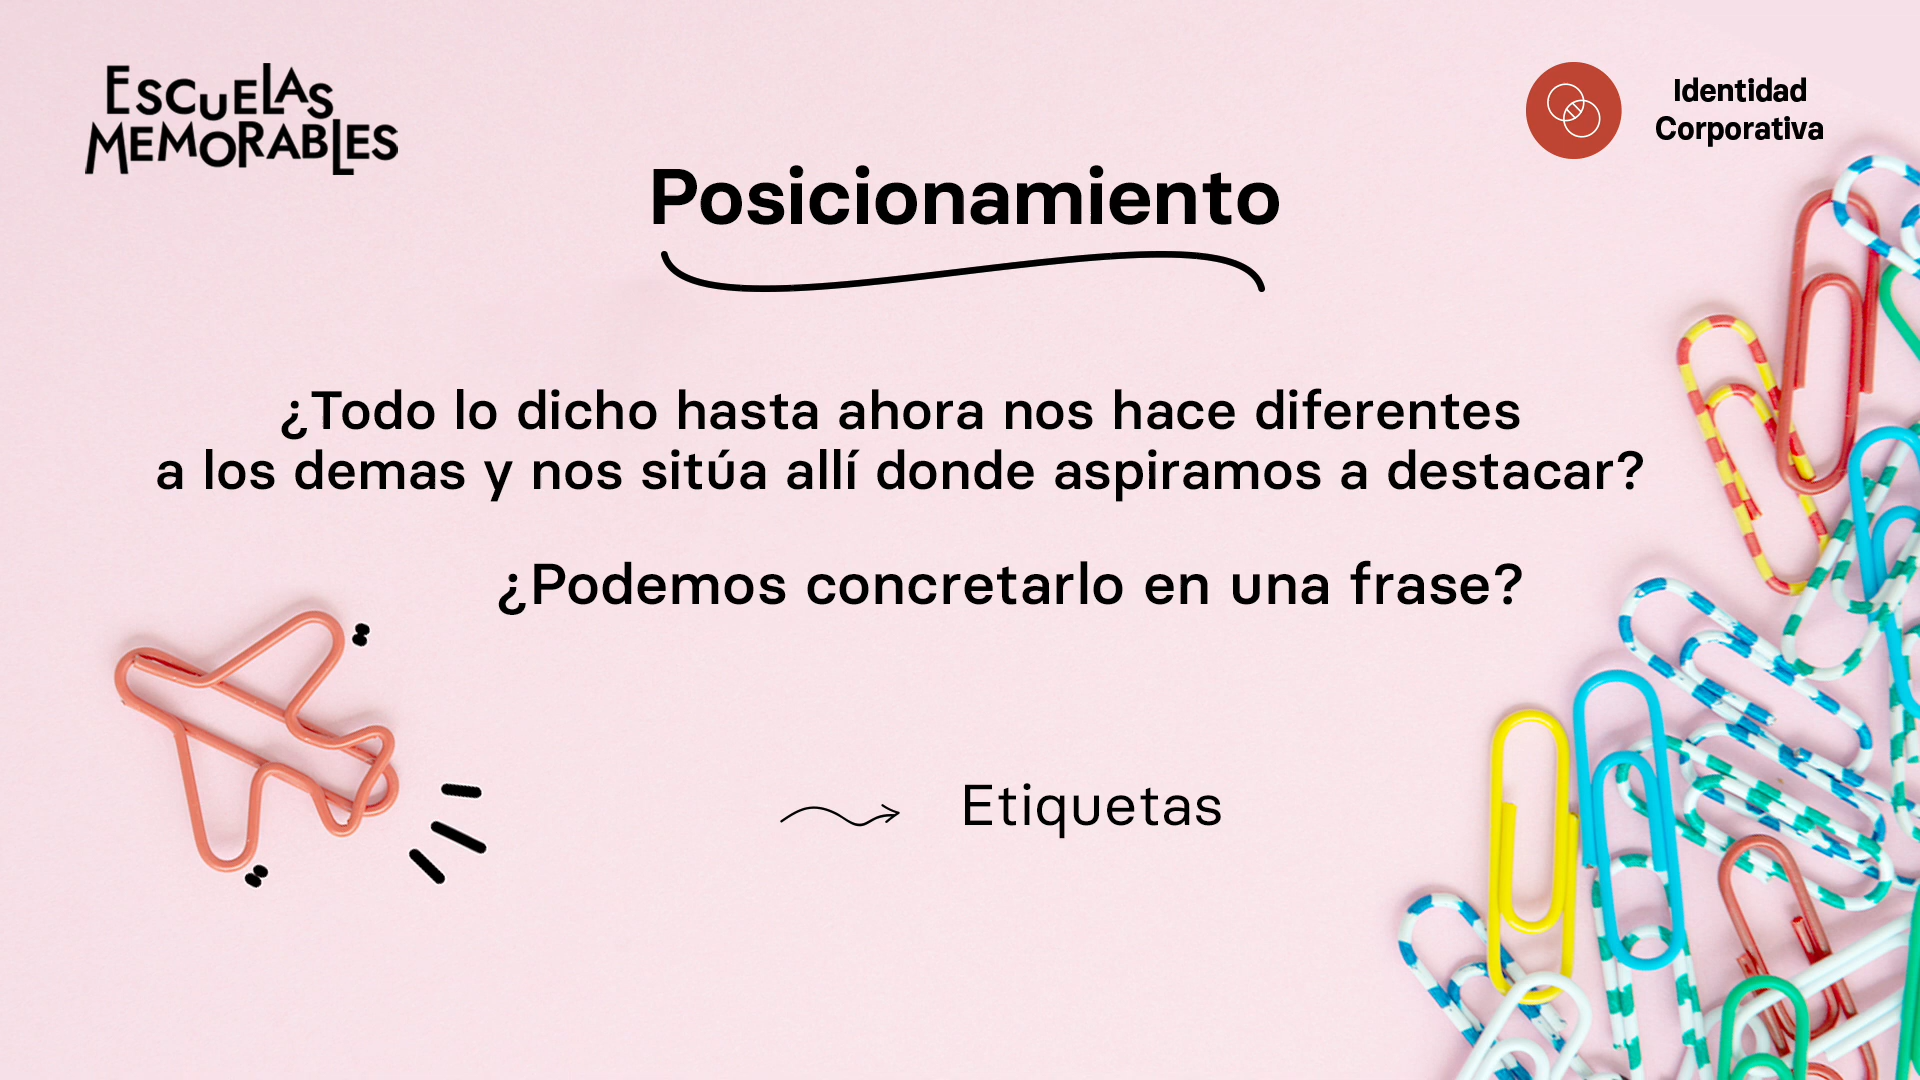 ESCUELAS
MEMORABLES
Identidad
Corporativa
Posicionamiento
¿Todo lo dicho hasta ahora nos hace diferentes
a los demas y nos sitúa allí donde aspiramos a destacar?
¿Podemos concretarlo en una frase?
Etiquetas